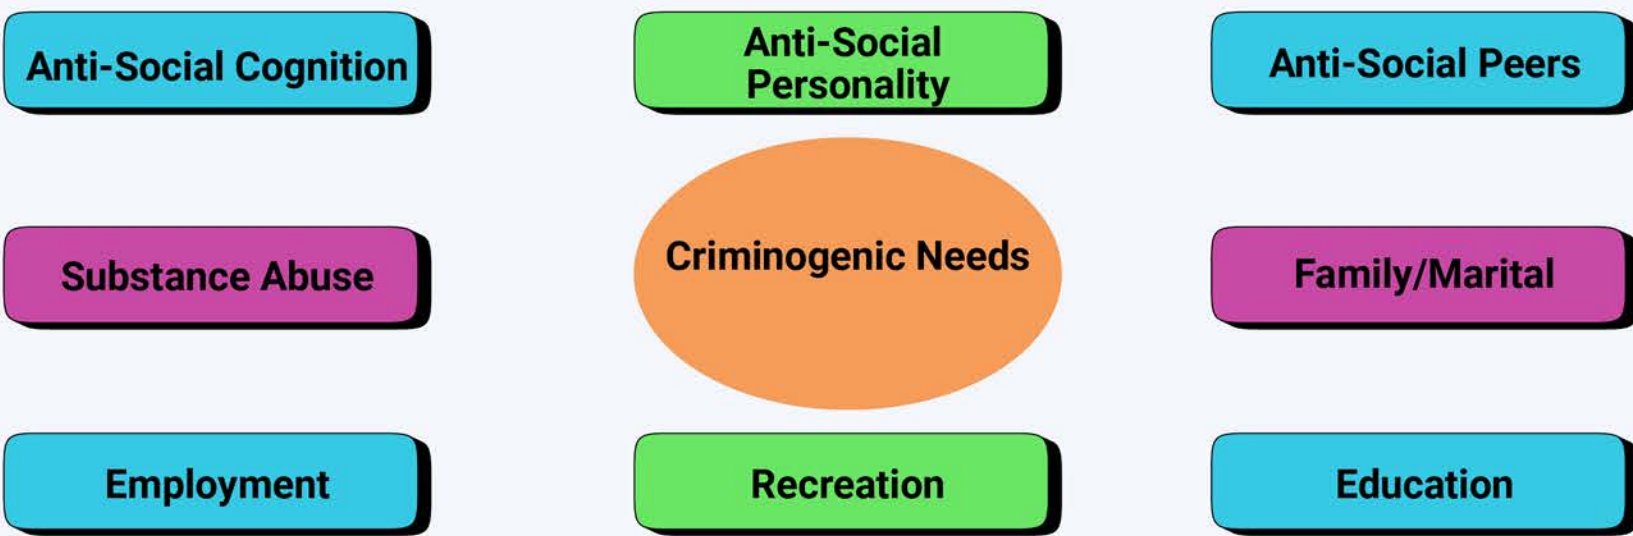 Anti-Social Cognition
Anti-Social
Personality
Anti-Social Peers
Substance Abuse
Criminogenic Needs
Family/Marital
Employment
Recreation
Education